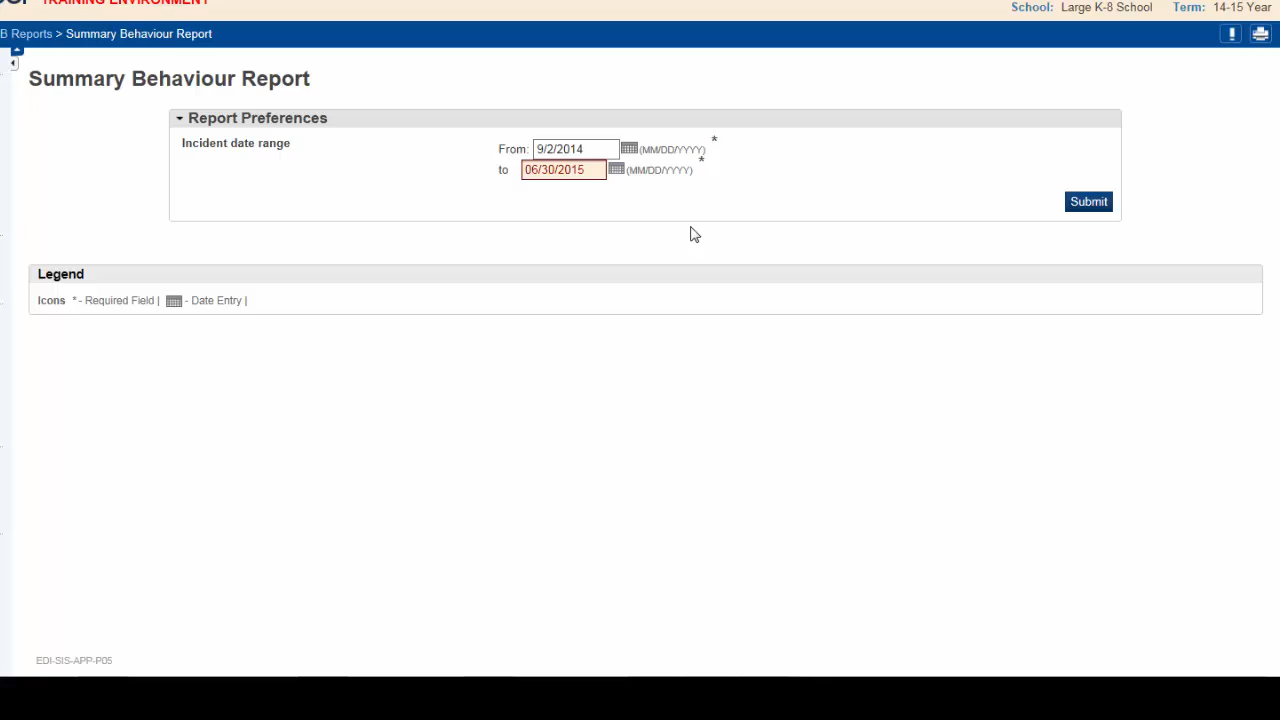 TRAINING ENVIRONMENT
School: Large K-8 School Term: 14-15 Year
B Reports > Summary Behaviour Report
Summary Behaviour Report
Report Preferences
Incident date range
From: 9/2/2014 (MM/DD/YYYY) *
to 06/30/2015 (MM/DD/YYYY) *
Submit
Legend
Icons * - Required Field | - Date Entry |
EDI-SIS-APP-P05